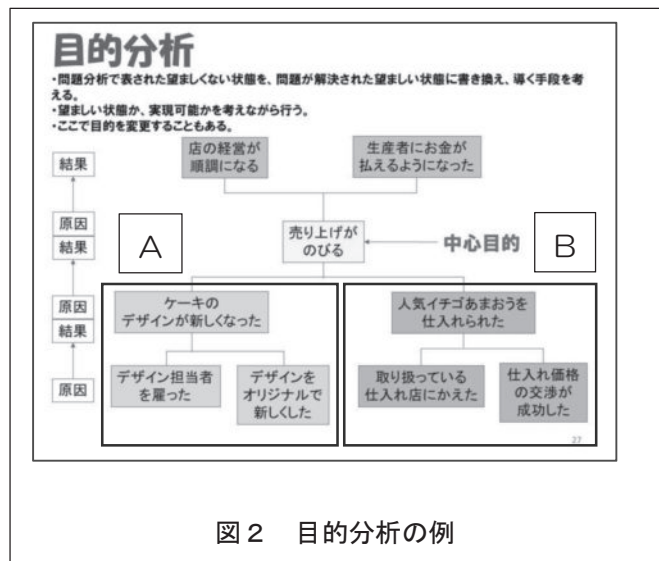 目的分析
・問題分析で表された望ましくない状態を、問題が解決された望ましい状態に書き換え、導く手段を考
える。
・望ましい状態か、実現可能かを考えながら行う。
・ここで目的を変更することもある。
結果
店の経営が
順調になる
生産者にお金が
払えるようになった
原因
結果
A
売り上げが
のびる
中心目的
B
原因
結果
ケーキの
デザインが新しくなった
人気イチゴあまおうを
仕入れられた
原因
デザイン担当者
を雇った
デザインを
オリジナルで
新しくした
取り扱っている
仕入れ店にかえた
仕入れ価格
の交渉が
成功した
27
図2 目的分析の例